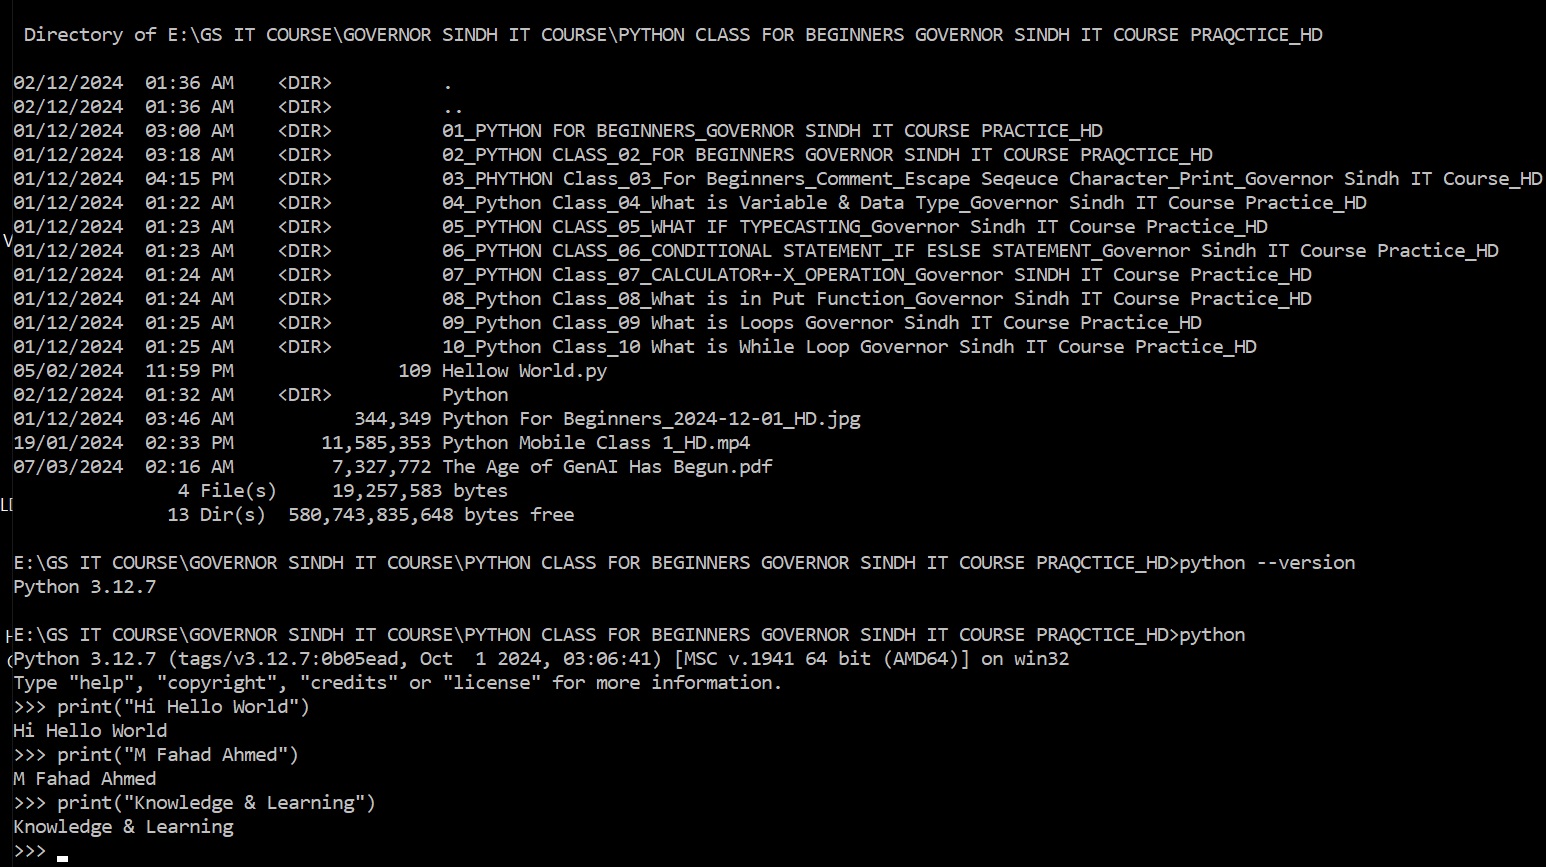 Directory of E:\GS IT COURSE\GOVERNOR SINDH IT COURSE\PYTHON CLASS FOR BEGINNERS GOVERNOR SINDH IT COURSE PRAQCTICE_HD
02/12/2024  01:36 AM    <DIR>          .
02/12/2024  01:36 AM    <DIR>          ..
01/12/2024  03:00 AM    <DIR>          01_PYTHON FOR BEGINNERS_GOVERNOR SINDH IT COURSE PRACTICE_HD
01/12/2024  03:18 AM    <DIR>          02_PYTHON CLASS_02_FOR BEGINNERS GOVERNOR SINDH IT COURSE PRAQCTICE_HD
01/12/2024  04:15 PM    <DIR>          03_PHYTHON Class_03_For Beginners_Comment_Escape Seqeuce Character_Print_Governor Sindh IT Course_HD
01/12/2024  01:22 AM    <DIR>          04_Python Class_04_What is Variable & Data Type_Governor Sindh IT Course Practice_HD
01/12/2024  01:23 AM    <DIR>          05_PYTHON CLASS_05_WHAT IF TYPECASTING_Governor Sindh IT Course Practice_HD
01/12/2024  01:23 AM    <DIR>          06_PYTHON CLASS_06_CONDITIONAL STATEMENT_IF ESLSE STATEMENT_Governor Sindh IT Course Practice_HD
01/12/2024  01:24 AM    <DIR>          07_PYTHON Class_07_CALCULATOR+-X_OPERATION_Governor SINDH IT Course Practice_HD
01/12/2024  01:24 AM    <DIR>          08_Python Class_08_What is in Put Function_Governor Sindh IT Course Practice_HD
01/12/2024  01:25 AM    <DIR>          09_Python Class_09 What is Loops Governor Sindh IT Course Practice_HD
01/12/2024  01:25 AM    <DIR>          10_Python Class_10 What is While Loop Governor Sindh IT Course Practice_HD
05/02/2024  11:59 PM               109 Hellow World.py
02/12/2024  01:32 AM    <DIR>          Python
01/12/2024  03:46 AM           344,349 Python For Beginners_2024-12-01_HD.jpg
19/01/2024  02:33 PM        11,585,353 Python Mobile Class 1_HD.mp4
07/03/2024  02:16 AM         7,327,772 The Age of GenAI Has Begun.pdf
4 File(s)     19,257,583 bytes
13 Dir(s)  580,743,835,648 bytes free
E:\GS IT COURSE\GOVERNOR SINDH IT COURSE\PYTHON CLASS FOR BEGINNERS GOVERNOR SINDH IT COURSE PRAQCTICE_HD>python --version
Python 3.12.7
E:\GS IT COURSE\GOVERNOR SINDH IT COURSE\PYTHON CLASS FOR BEGINNERS GOVERNOR SINDH IT COURSE PRAQCTICE_HD>python
Python 3.12.7 (tags/v3.12.7:0b05ead, Oct  1 2024, 03:06:41) [MSC v.1941 64 bit (AMD64)] on win32
Type "help", "copyright", "credits" or "license" for more information.
>>> print("Hi Hello World")
Hi Hello World
>>> print("M Fahad Ahmed")
M Fahad Ahmed
>>> print("Knowledge & Learning")
Knowledge & Learning
>>>